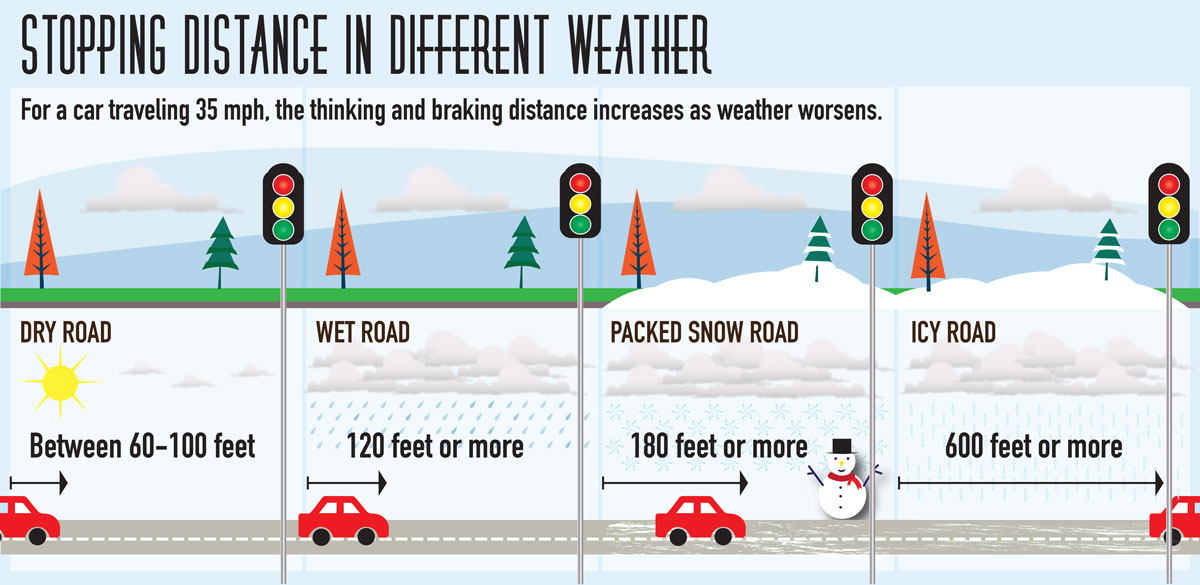 STOPPING DISTANCE IN DIFFERENT WEATHER
For a car traveling 35 mph, the thinking and braking distance increases as weather worsens.
DRY ROAD
Between 60–100 feet
WET ROAD
120 feet or more
PACKED SNOW ROAD
180 feet or more
ICY ROAD
600 feet or more